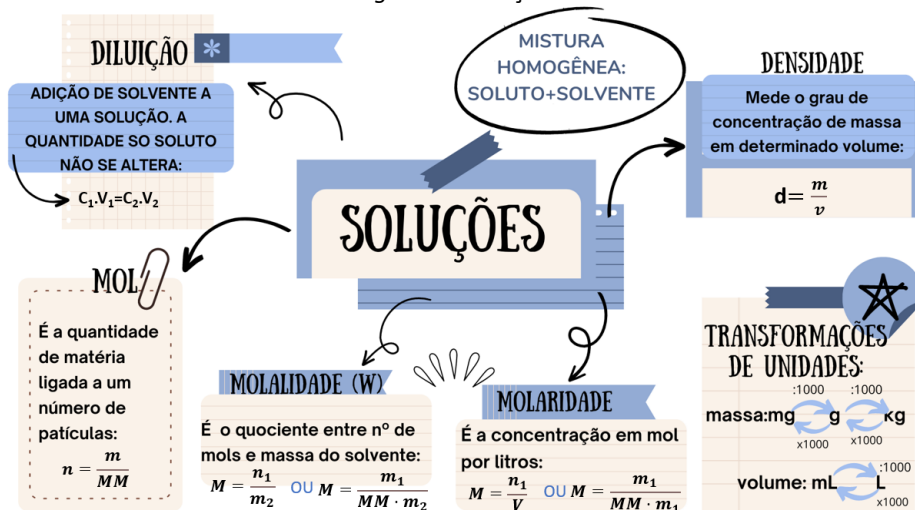 DILUIÇÃO
ADIÇÃO DE SOLVENTE A
UMA SOLUÇÃO. A
QUANTIDADE SO SOLUTO
NÃO SE ALTERA:
C₁.V₁=C₂.V₂
MISTURA
HOMOGÊNEA:
SOLUTO+SOLVENTE
DENSIDADE
Mede o grau de
concentração de massa
em determinado volume:
d= m/v
SOLUÇÕES
MOL
É a quantidade
de matéria
ligada a um
número de
patículas:
n = m/MM
MOLALIDADE (W)
É o quociente entre nº de
mols e massa do solvente:
M = n₁/m₂ OU M = m₁/MM · m₂
MOLARIDADE
É a concentração em mol
por litros:
M = n₁/V OU M = m₁/MM · m₁
TRANSFORMAÇÕES
DE UNIDADES:
:1000 :1000
massa:mg g kg
x1000 x1000
:1000
volume: mL L
x1000